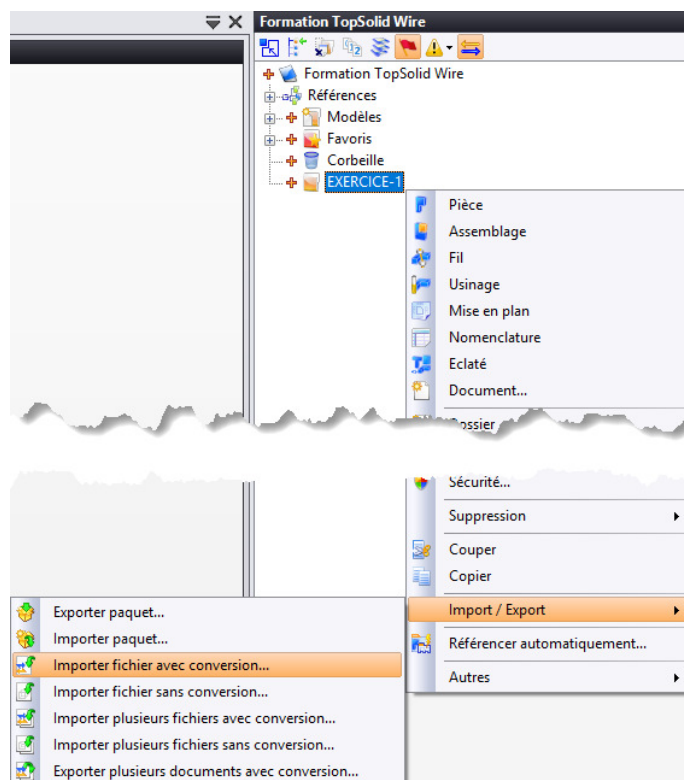 Formation TopSolid Wire
Formation TopSolid Wire
Références
Modèles
Favoris
Corbeille
EXERCICE-1
Pièce
Assemblage
Fil
Usinage
Mise en plan
Nomenclature
Eclaté
Document...
Dossier
Sécurité...
Suppression
Couper
Copier
Import / Export
Référencer automatiquement...
Autres
Exporter paquet...
Importer paquet...
Importer fichier avec conversion...
Importer fichier sans conversion...
Importer plusieurs fichiers avec conversion...
Importer plusieurs fichiers sans conversion...
Exporter plusieurs documents avec conversion...